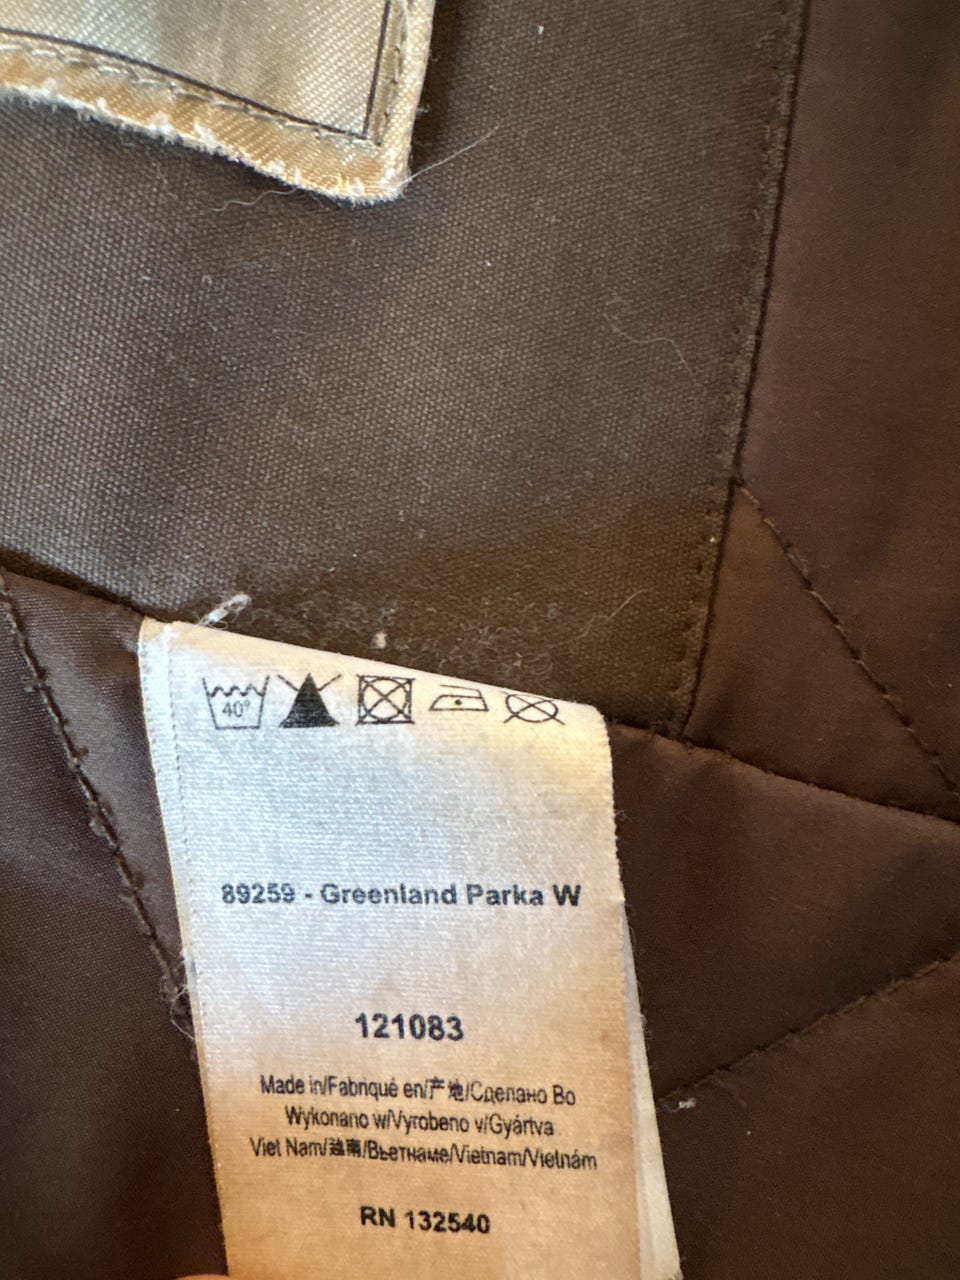 40°
89259 - Greenland Parka W
121083
Made in/Fabriqué en/产地/Сделано Во
Wykonano w/Vyrobeno v/Gyártva
Viet Nam/越南/Вьетнаме/Vietnam/Vietnám
RN 132540